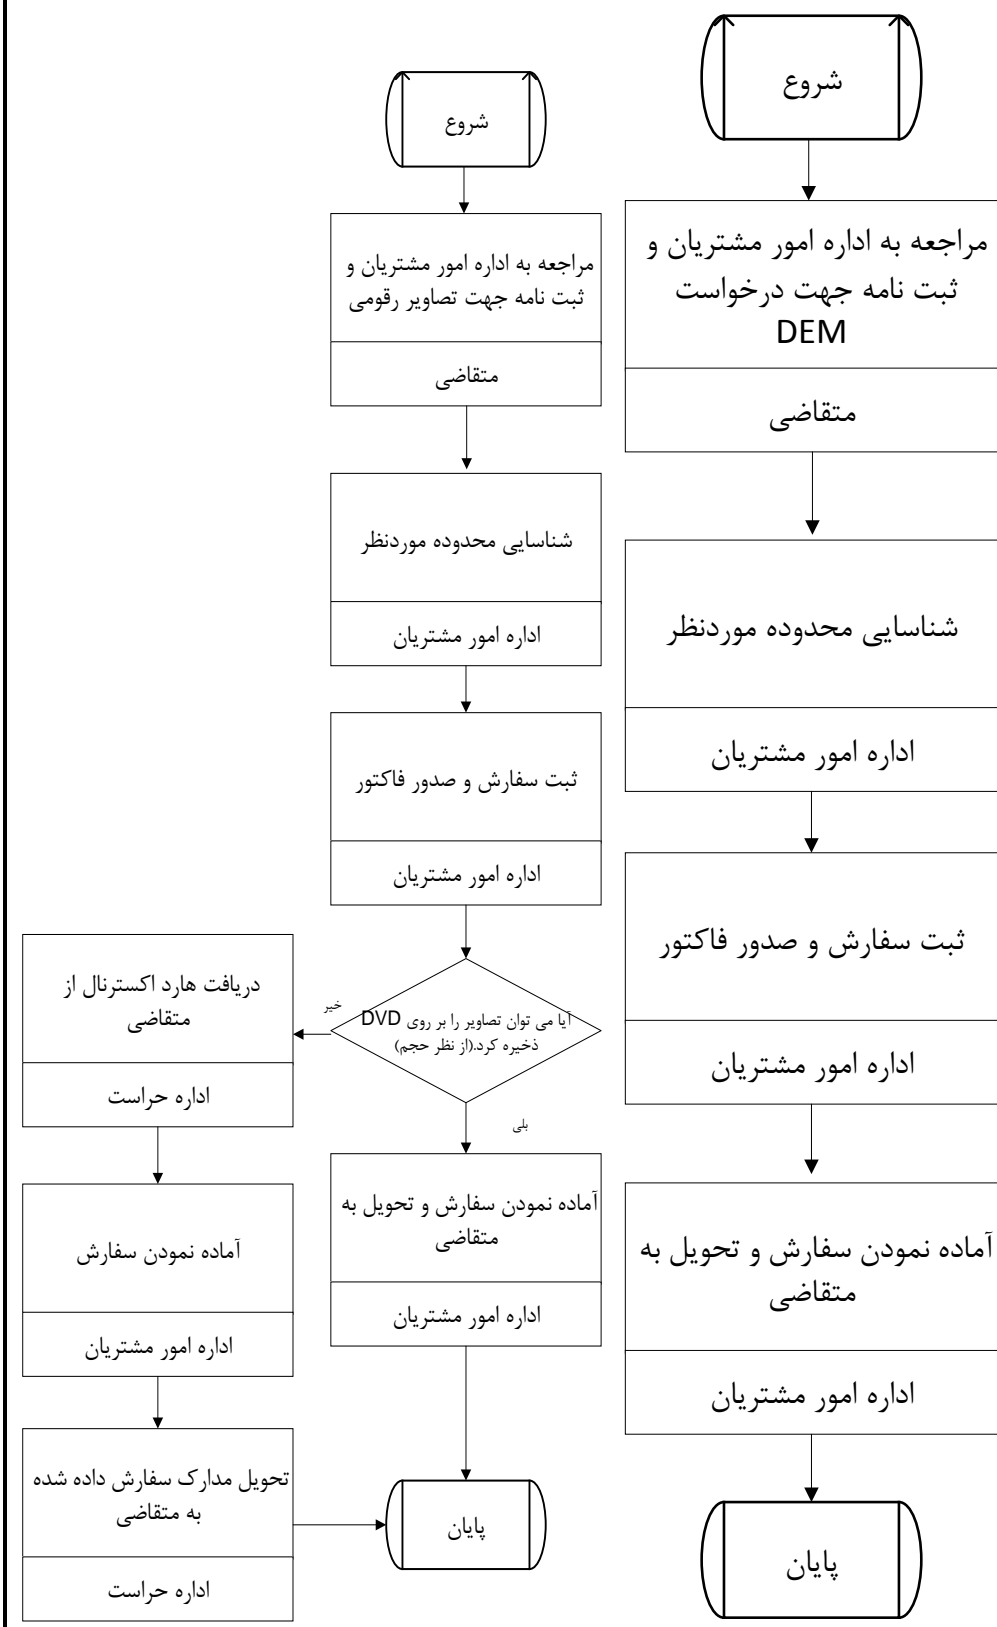 شروع
مراجعه به اداره امور مشتریان و
ثبت نامه جهت درخواست
DEM
متقاضی
شناسایی محدوده موردنظر
اداره امور مشتریان
ثبت سفارش و صدور فاکتور
اداره امور مشتریان
آماده نمودن سفارش و تحویل به
متقاضی
اداره امور مشتریان
پایان
شروع
مراجعه به اداره امور مشتریان و
ثبت نامه جهت تصاویر رقومی
متقاضی
شناسایی محدوده موردنظر
اداره امور مشتریان
ثبت سفارش و صدور فاکتور
اداره امور مشتریان
آیا می توان تصاویر را بر روی DVD
ذخیره کرد.(از نظر حجم)
بلی
آماده نمودن سفارش و تحویل به
متقاضی
اداره امور مشتریان
پایان
خیر
دریافت هارد اکسترنال از
متقاضی
اداره حراست
آماده نمودن سفارش
اداره امور مشتریان
تحویل مدارک سفارش داده شده
به متقاضی
اداره حراست